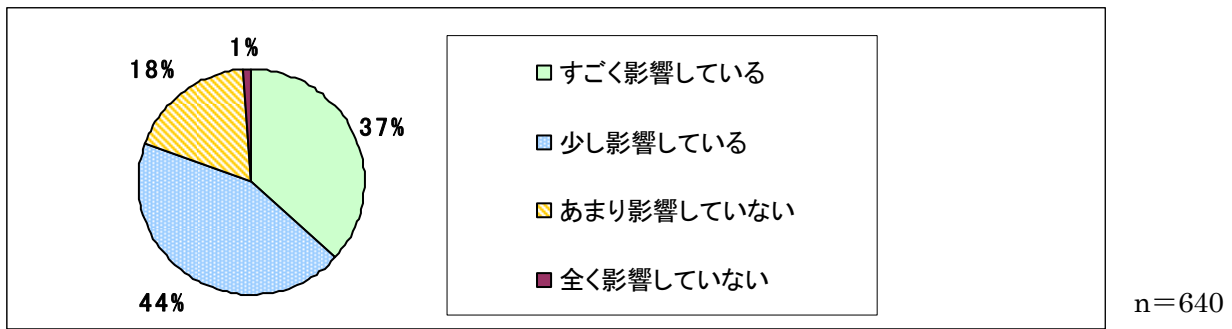 1%
18%
37%
44%
すごく影響している
少し影響している
あまり影響していない
全く影響していない
n＝640